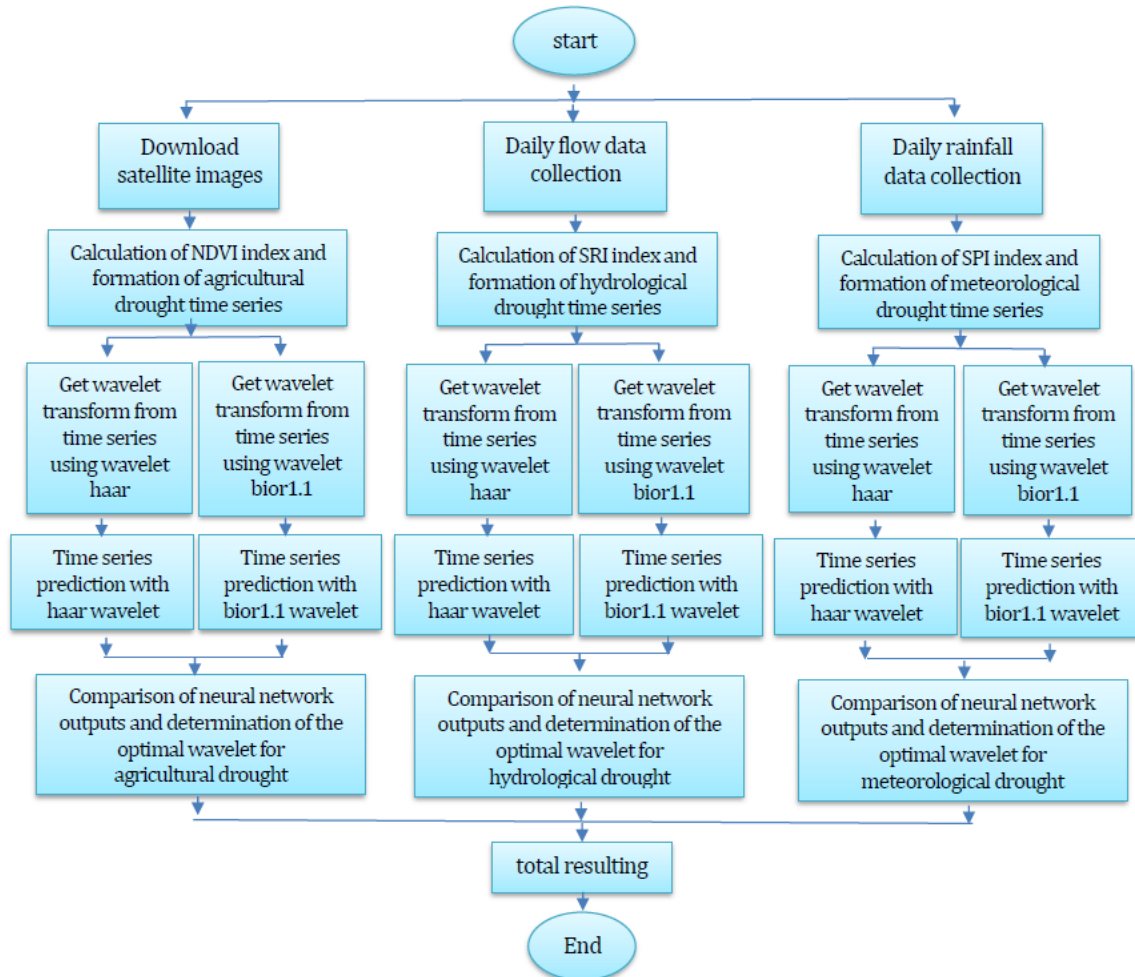 start
Download
satellite images
Daily flow data
collection
Daily rainfall
data collection
Calculation of NDVI index and
formation of agricultural
drought time series
Calculation of SRI index and
formation of hydrological
drought time series
Calculation of SPI index and
formation of meteorological
drought time series
Get wavelet
transform from
time series
using wavelet
haar
Get wavelet
transform from
time series
using wavelet
bior1.1
Get wavelet
transform from
time series
using wavelet
haar
Get wavelet
transform from
time series
using wavelet
bior1.1
Get wavelet
transform from
time series
using wavelet
haar
Get wavelet
transform from
time series
using wavelet
bior1.1
Time series
prediction with
haar wavelet
Time series
prediction with
bior1.1 wavelet
Time series
prediction with
haar wavelet
Time series
prediction with
bior1.1 wavelet
Time series
prediction with
haar wavelet
Time series
prediction with
bior1.1 wavelet
Comparison of neural network
outputs and determination of the
optimal wavelet for
agricultural drought
Comparison of neural network
outputs and determination of the
optimal wavelet for
hydrological drought
Comparison of neural network
outputs and determination of the
optimal wavelet for
meteorological drought
total resulting
End